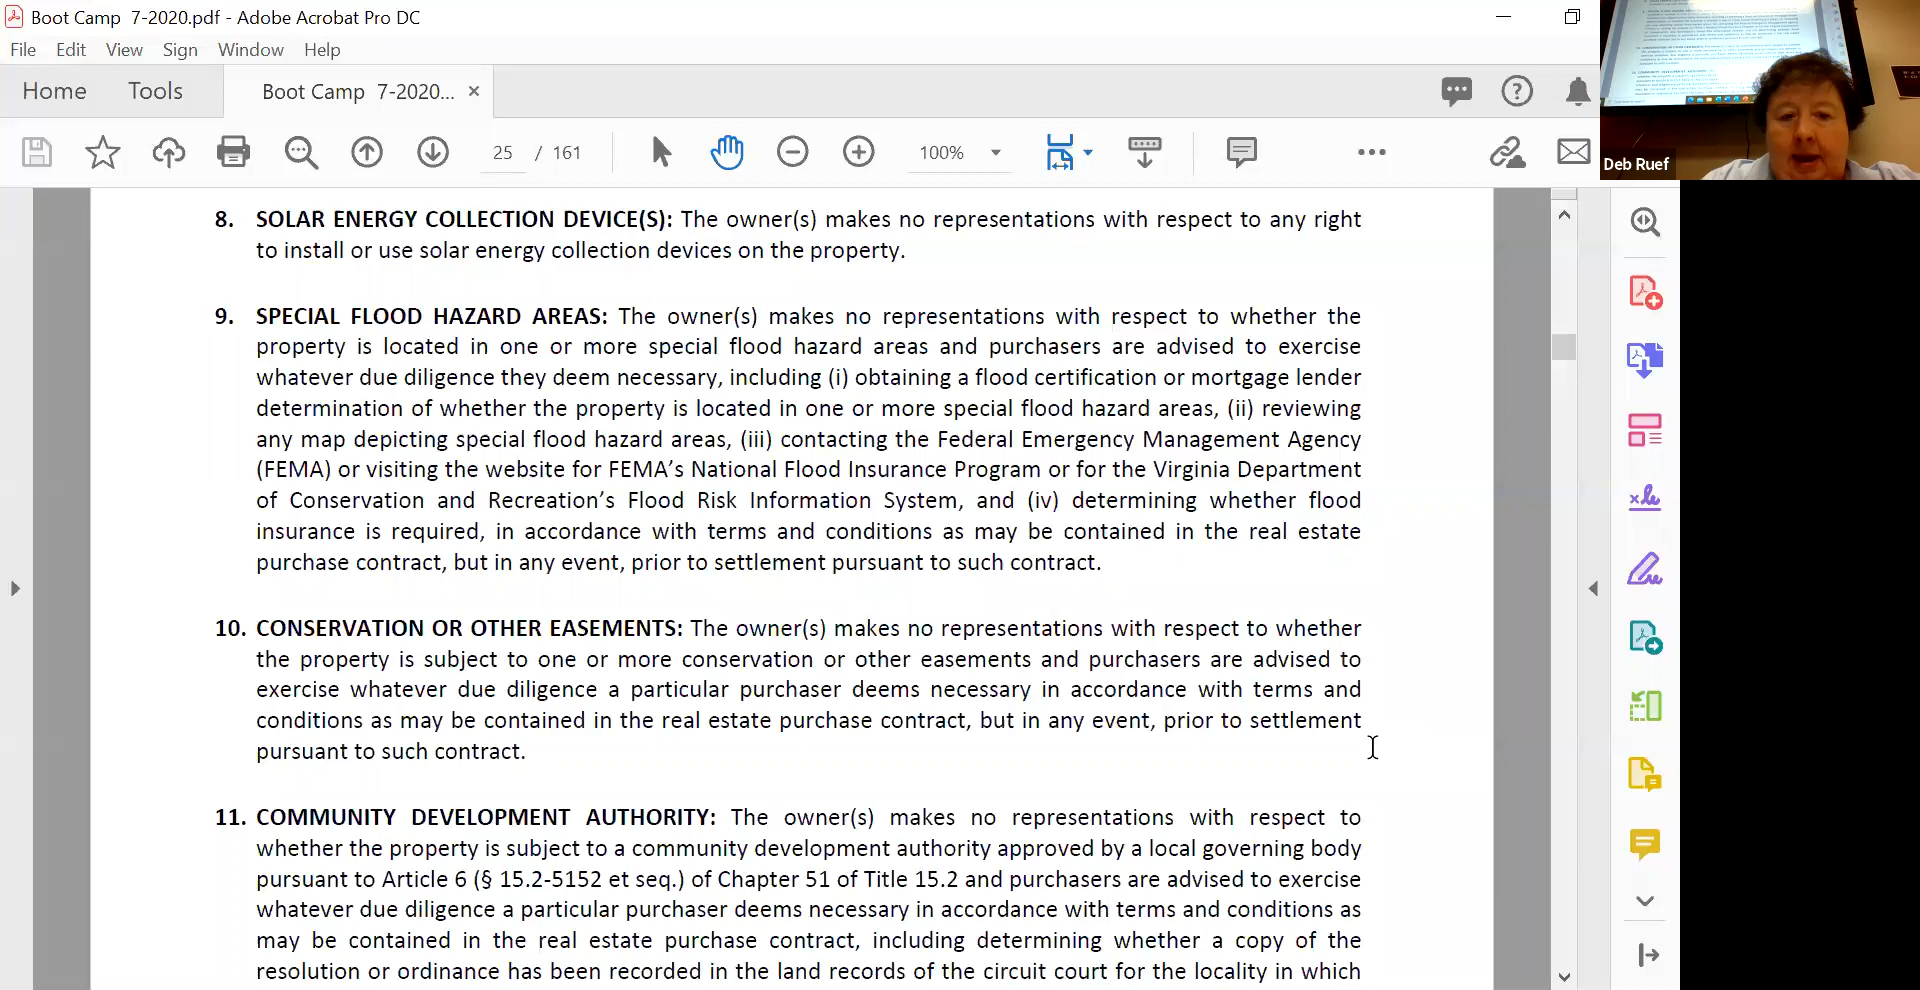 Boot Camp 7-2020.pdf - Adobe Acrobat Pro DC
File Edit View Sign Window Help
Home Tools Boot Camp 7-2020... ×
25 / 161 100%
Deb Ruef
8. SOLAR ENERGY COLLECTION DEVICE(S): The owner(s) makes no representations with respect to any right
to install or use solar energy collection devices on the property.
9. SPECIAL FLOOD HAZARD AREAS: The owner(s) makes no representations with respect to whether the
property is located in one or more special flood hazard areas and purchasers are advised to exercise
whatever due diligence they deem necessary, including (i) obtaining a flood certification or mortgage lender
determination of whether the property is located in one or more special flood hazard areas, (ii) reviewing
any map depicting special flood hazard areas, (iii) contacting the Federal Emergency Management Agency
(FEMA) or visiting the website for FEMA’s National Flood Insurance Program or for the Virginia Department
of Conservation and Recreation’s Flood Risk Information System, and (iv) determining whether flood
insurance is required, in accordance with terms and conditions as may be contained in the real estate
purchase contract, but in any event, prior to settlement pursuant to such contract.
10. CONSERVATION OR OTHER EASEMENTS: The owner(s) makes no representations with respect to whether
the property is subject to one or more conservation or other easements and purchasers are advised to
exercise whatever due diligence a particular purchaser deems necessary in accordance with terms and
conditions as may be contained in the real estate purchase contract, but in any event, prior to settlement
pursuant to such contract.
11. COMMUNITY DEVELOPMENT AUTHORITY: The owner(s) makes no representations with respect to
whether the property is subject to a community development authority approved by a local governing body
pursuant to Article 6 (§ 15.2-5152 et seq.) of Chapter 51 of Title 15.2 and purchasers are advised to exercise
whatever due diligence a particular purchaser deems necessary in accordance with terms and conditions as
may be contained in the real estate purchase contract, including determining whether a copy of the
resolution or ordinance has been recorded in the land records of the circuit court for the locality in which